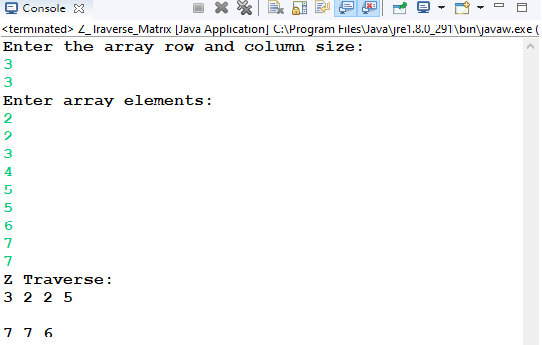 Console
<terminated> Z_Traverse_Matrix [Java Application] C:\Program Files\Java\jre1.8.0_291\bin\javaw.exe (
Enter the array row and column size:
3
3
Enter array elements:
2
2
3
4
5
5
6
7
7
Z Traverse:
3 2 2 5
7 7 6